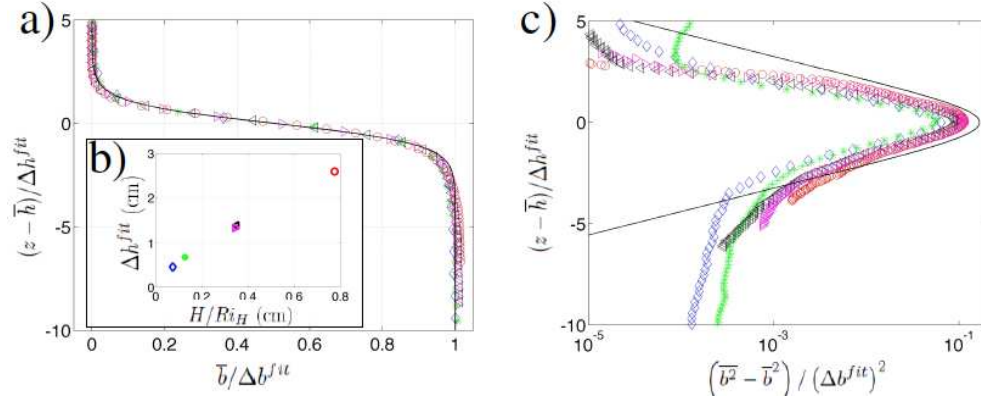 a)
5
0
-5
-10
(z − h̅)/Δh^{fit}
0 0.2 0.4 0.6 0.8 1
b̅/Δb^{fit}
b)
3
2
1
0
Δh^{fit} (cm)
0 0.2 0.4 0.6 0.8
H/Ri_H (cm)
c)
5
0
-5
-10
(z − h̅)/Δh^{fit}
10^{-5} 10^{-3} 10^{-1}
(\overline{b^2} − \overline{b}^2) / (Δb^{fit})^2